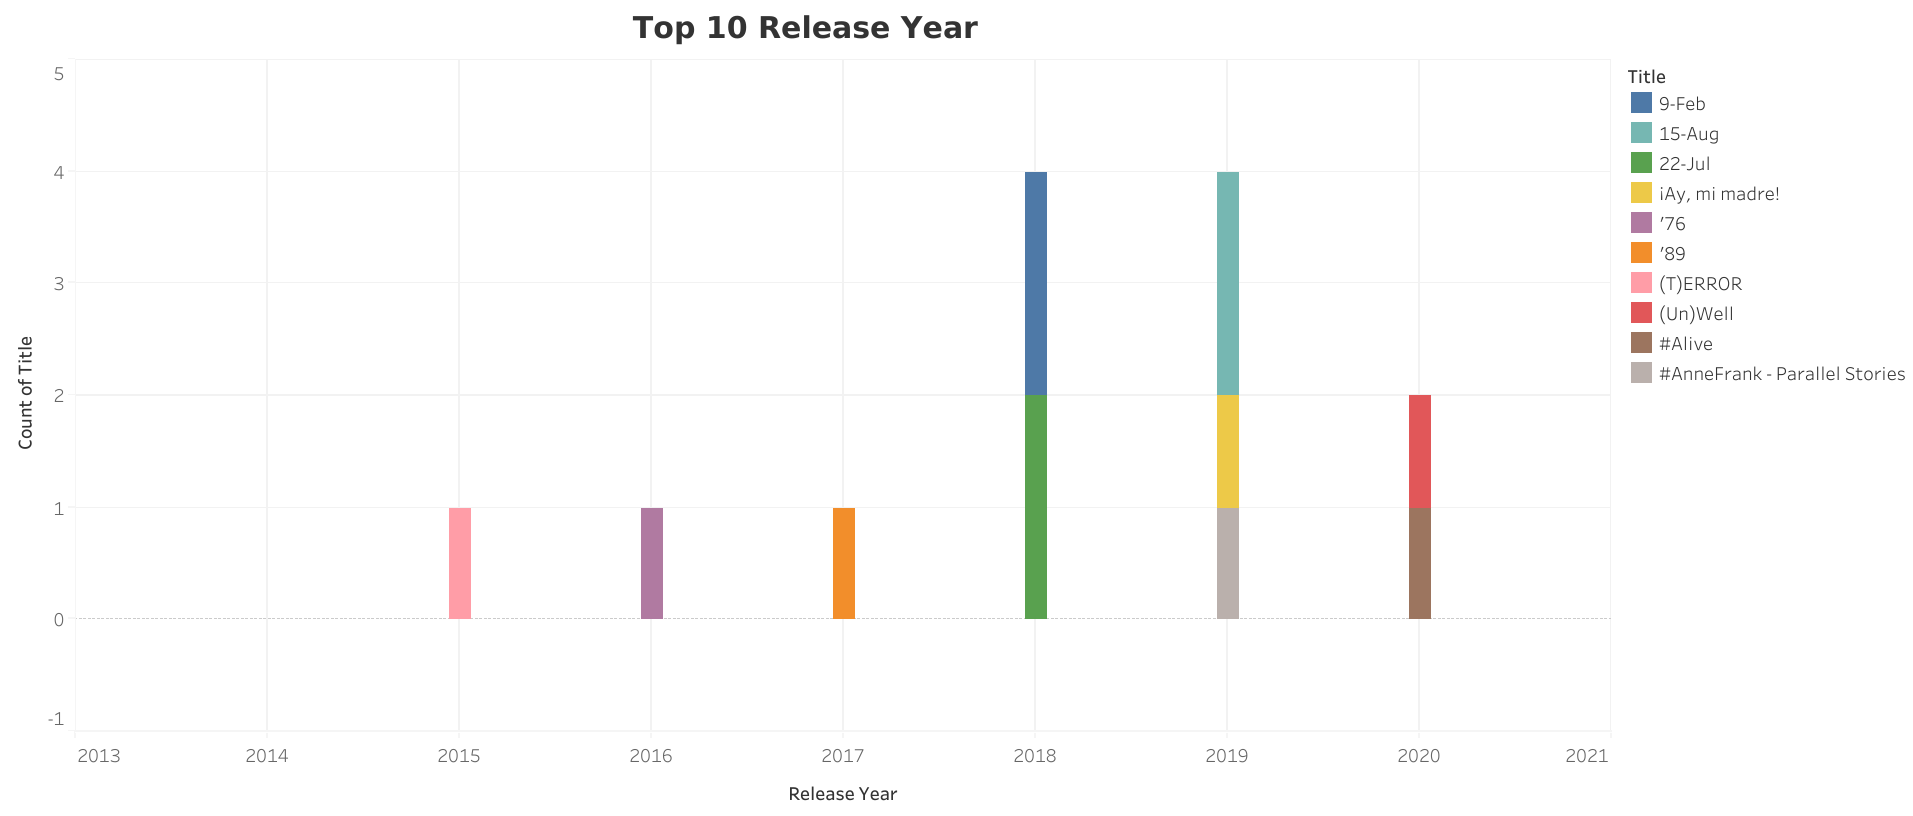 Top 10 Release Year
5
4
3
2
1
0
-1
Count of Title
2013 2014 2015 2016 2017 2018 2019 2020 2021
Release Year
Title
9-Feb
15-Aug
22-Jul
¡Ay, mi madre!
’76
’89
(T)ERROR
(Un)Well
#Alive
#AnneFrank - Parallel Stories